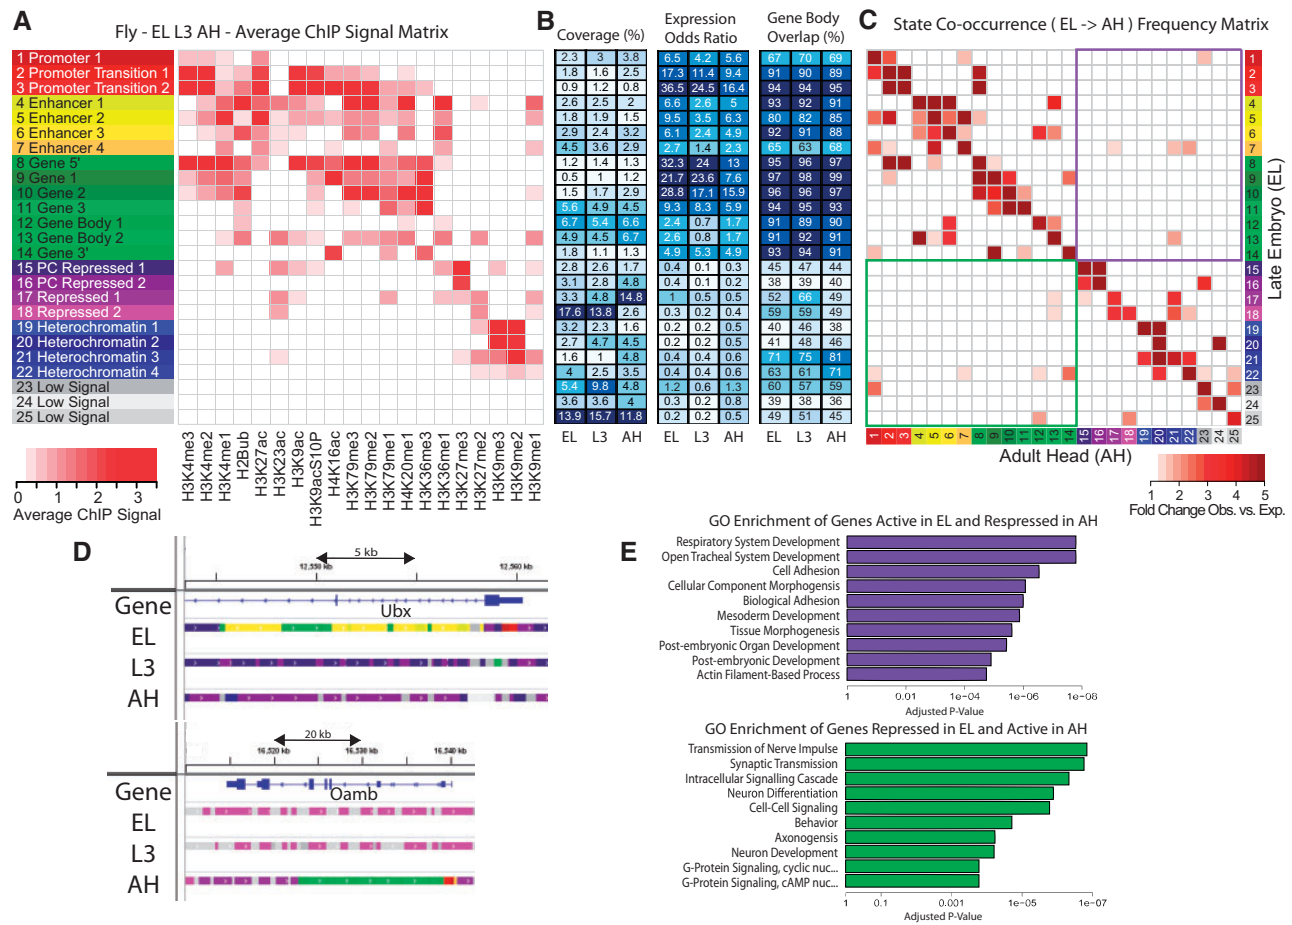 A
Fly - EL L3 AH - Average ChIP Signal Matrix
1 Promoter 1
2 Promoter Transition 1
3 Promoter Transition 2
4 Enhancer 1
5 Enhancer 2
6 Enhancer 3
7 Enhancer 4
8 Gene 5'
9 Gene 1
10 Gene 2
11 Gene 3
12 Gene Body 1
13 Gene Body 2
14 Gene 3'
15 PC Repressed 1
16 PC Repressed 2
17 Repressed 1
18 Repressed 2
19 Heterochromatin 1
20 Heterochromatin 2
21 Heterochromatin 3
22 Heterochromatin 4
23 Low Signal
24 Low Signal
25 Low Signal
H3K4me3
H3K4me2
H3K4me1
H2Bub
H3K27ac
H3K23ac
H3K9ac
H3K9acS10P
H4K16ac
H3K79me3
H3K79me2
H3K79me1
H4K20me1
H3K36me3
H3K36me1
H3K27me3
H3K27me2
H3K9me3
H3K9me2
H3K9me1
0 1 2 3
Average ChIP Signal
B
Coverage (%)
Expression Odds Ratio
Gene Body Overlap (%)
2.3 3 3.8 6.5 4.2 5.6 67 70 69
1.8 1.6 2.5 17.3 11.4 9.4 91 90 89
0.9 1.2 0.8 36.5 24.5 16.4 94 94 95
2.6 2.5 2 6.6 2.6 5 93 92 91
1.8 1.9 1.5 9.5 3.5 6.3 80 82 85
2.9 2.4 3.2 6.1 2.4 4.9 92 91 88
4.5 3.6 2.9 2.7 1.4 2.3 65 63 68
1.2 1.4 1.3 32.3 24 13 95 96 97
0.5 1 1.2 21.7 23.6 7.6 97 98 99
1.5 1.7 2.9 28.8 17.1 15.9 96 96 97
5.6 4.9 4.5 9.3 8.3 5.9 94 95 93
6.7 5.4 6.6 2.4 0.7 1.7 91 89 90
4.9 4.5 6.7 2.6 0.8 1.7 91 92 91
1.8 1.1 1.3 4.9 5.3 4.9 93 94 91
2.8 2.6 1.7 0.4 0.1 0.3 45 47 44
3.1 2.8 4.8 0.4 0.1 0.2 38 39 40
3.3 4.8 14.8 1 0.5 0.5 52 66 49
17.6 13.8 2.6 0.3 0.2 0.4 59 59 49
3.2 2.3 1.6 0.2 0.2 0.5 40 46 38
2.7 4.7 4.5 0.2 0.2 0.5 41 48 46
1.6 1 4.8 0.4 0.4 0.6 71 75 81
4 2.5 3.5 0.4 0.3 0.6 63 61 71
5.4 9.8 4.8 1.2 0.6 1.3 60 57 59
3.6 3.6 4 0.3 0.2 0.8 39 38 36
13.9 15.7 11.8 0.2 0.2 0.5 49 51 45
EL L3 AH EL L3 AH EL L3 AH
C
State Co-occurrence ( EL -> AH ) Frequency Matrix
1
2
3
4
5
6
7
8
9
10
11
12
13
14
15
16
17
18
19
20
21
22
23
24
25
Late Embryo (EL)
1 2 3 4 5 6 7 8 9 10 11 12 13 14 15 16 17 18 19 20 21 22 23 24 25
Adult Head (AH)
1 2 3 4 5
Fold Change Obs. vs. Exp.
D
5 kb
12,550 kb 12,560 kb
Gene
Ubx
EL
L3
AH
20 kb
16,520 kb 16,530 kb 16,540 kb
Gene
Oamb
EL
L3
AH
E
GO Enrichment of Genes Active in EL and Respressed in AH
Respiratory System Development
Open Tracheal System Development
Cell Adhesion
Cellular Component Morphogenesis
Biological Adhesion
Mesoderm Development
Tissue Morphogenesis
Post-embryonic Organ Development
Post-embryonic Development
Actin Filament-Based Process
1 0.01 1e-04 1e-06 1e-08
Adjusted P-Value
GO Enrichment of Genes Repressed in EL and Active in AH
Transmission of Nerve Impulse
Synaptic Transmission
Intracellular Signalling Cascade
Neuron Differentiation
Cell-Cell Signaling
Behavior
Axonogensis
Neuron Development
G-Protein Signaling, cyclic nuc...
G-Protein Signaling, cAMP nuc...
1 0.1 0.001 1e-05 1e-07
Adjusted P-Value